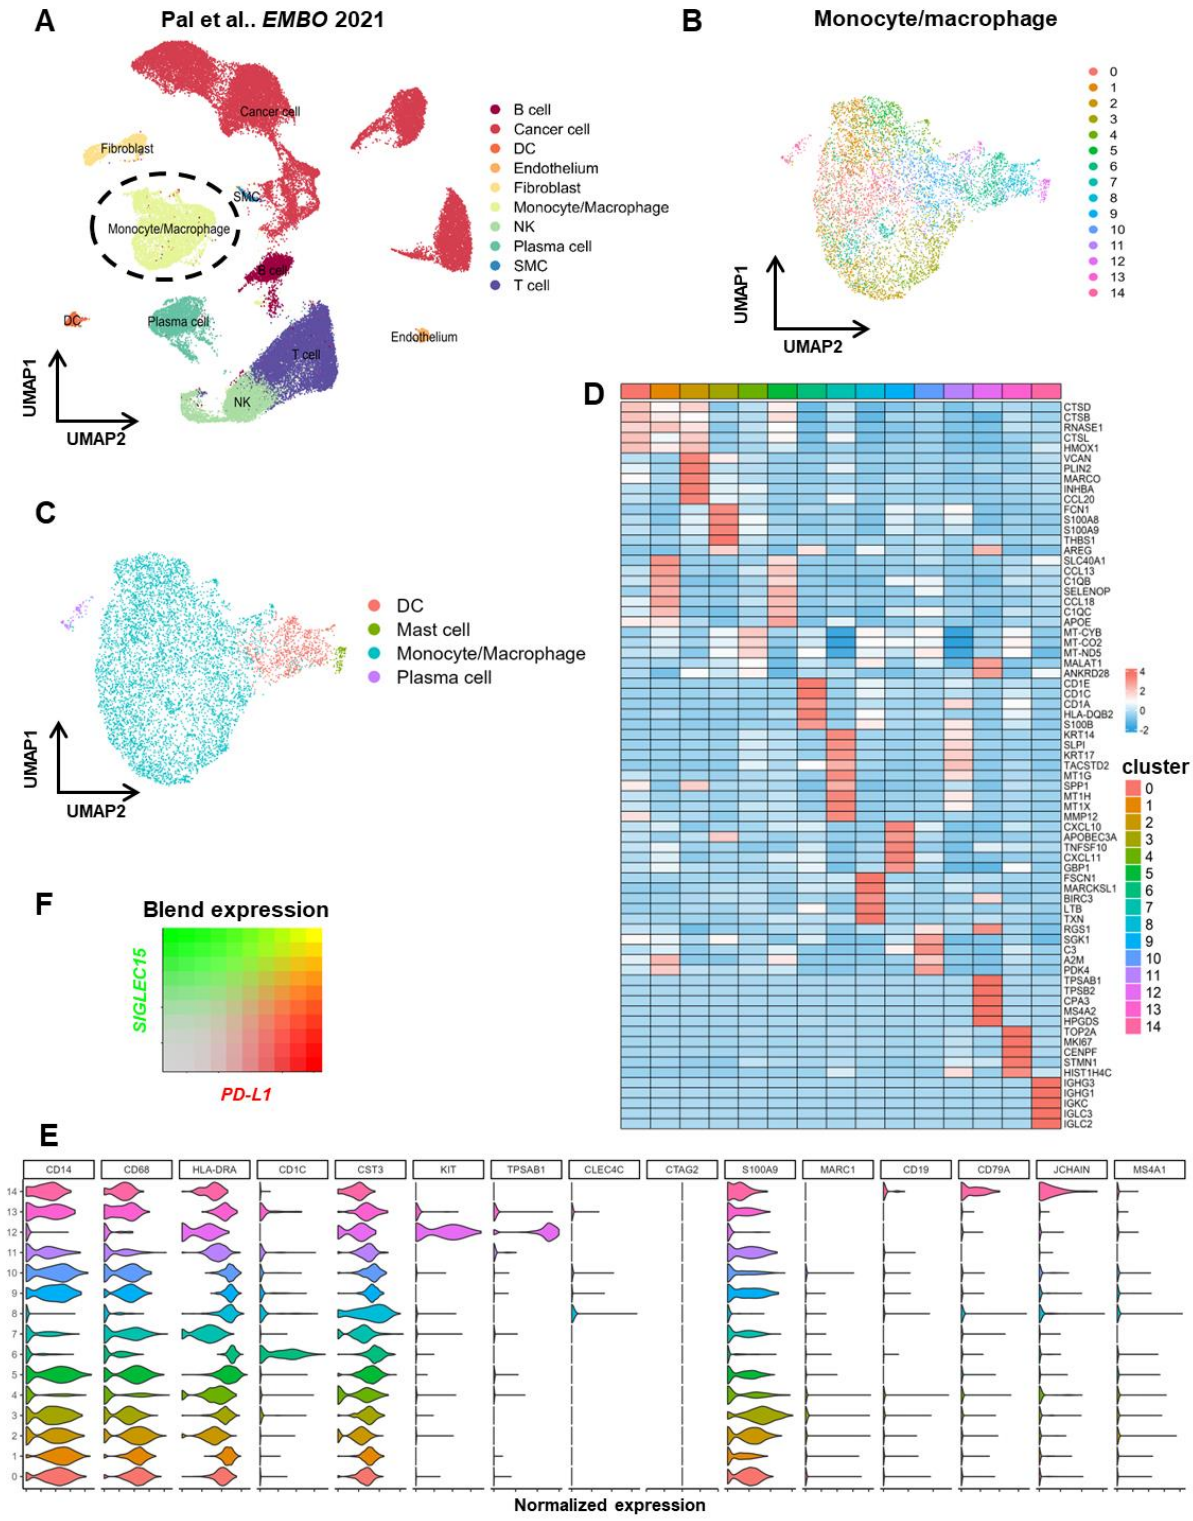 A
Pal et al.. EMBO 2021
Cancer cell
Fibroblast
SMC
Monocyte/Macrophage
B cell
DC
Plasma cell
Endothelium
T cell
NK
UMAP1
UMAP2
B cell
Cancer cell
DC
Endothelium
Fibroblast
Monocyte/Macrophage
NK
Plasma cell
SMC
T cell
B
Monocyte/macrophage
UMAP1
UMAP2
0
1
2
3
4
5
6
7
8
9
10
11
12
13
14
C
UMAP1
UMAP2
DC
Mast cell
Monocyte/Macrophage
Plasma cell
D
CTSD
CTSB
RNASE1
CTSL
HMOX1
VCAN
PLIN2
MARCO
INHBA
CCL20
FCN1
S100A8
S100A9
THBS1
AREG
SLC40A1
CCL13
C1QB
SELENOP
CCL18
C1QC
APOE
MT-CYB
MT-CO2
MT-ND5
MALAT1
ANKRD28
CD1E
CD1C
CD1A
HLA-DQB2
S100B
KRT14
SLPI
KRT17
TACSTD2
MT1G
SPP1
MT1H
MT1X
MMP12
CXCL10
APOBEC3A
TNFSF10
CXCL11
GBP1
FSCN1
MARCKSL1
BIRC3
LTB
TXN
RGS1
SGK1
C3
A2M
PDK4
TPSAB1
TPSB2
CPA3
MS4A2
HPGDS
TOP2A
MKI67
CENPF
STMN1
HIST1H4C
IGHG3
IGHG1
IGKC
IGLC3
IGLC2
4
2
0
-2
cluster
0
1
2
3
4
5
6
7
8
9
10
11
12
13
14
F
Blend expression
SIGLEC15
PD-L1
E
CD14 CD68 HLA-DRA CD1C CST3 KIT TPSAB1 CLEC4C CTAG2 S100A9 MARC1 CD19 CD79A JCHAIN MS4A1
14
13
12
11
10
9
8
7
6
5
4
3
2
1
0
Normalized expression